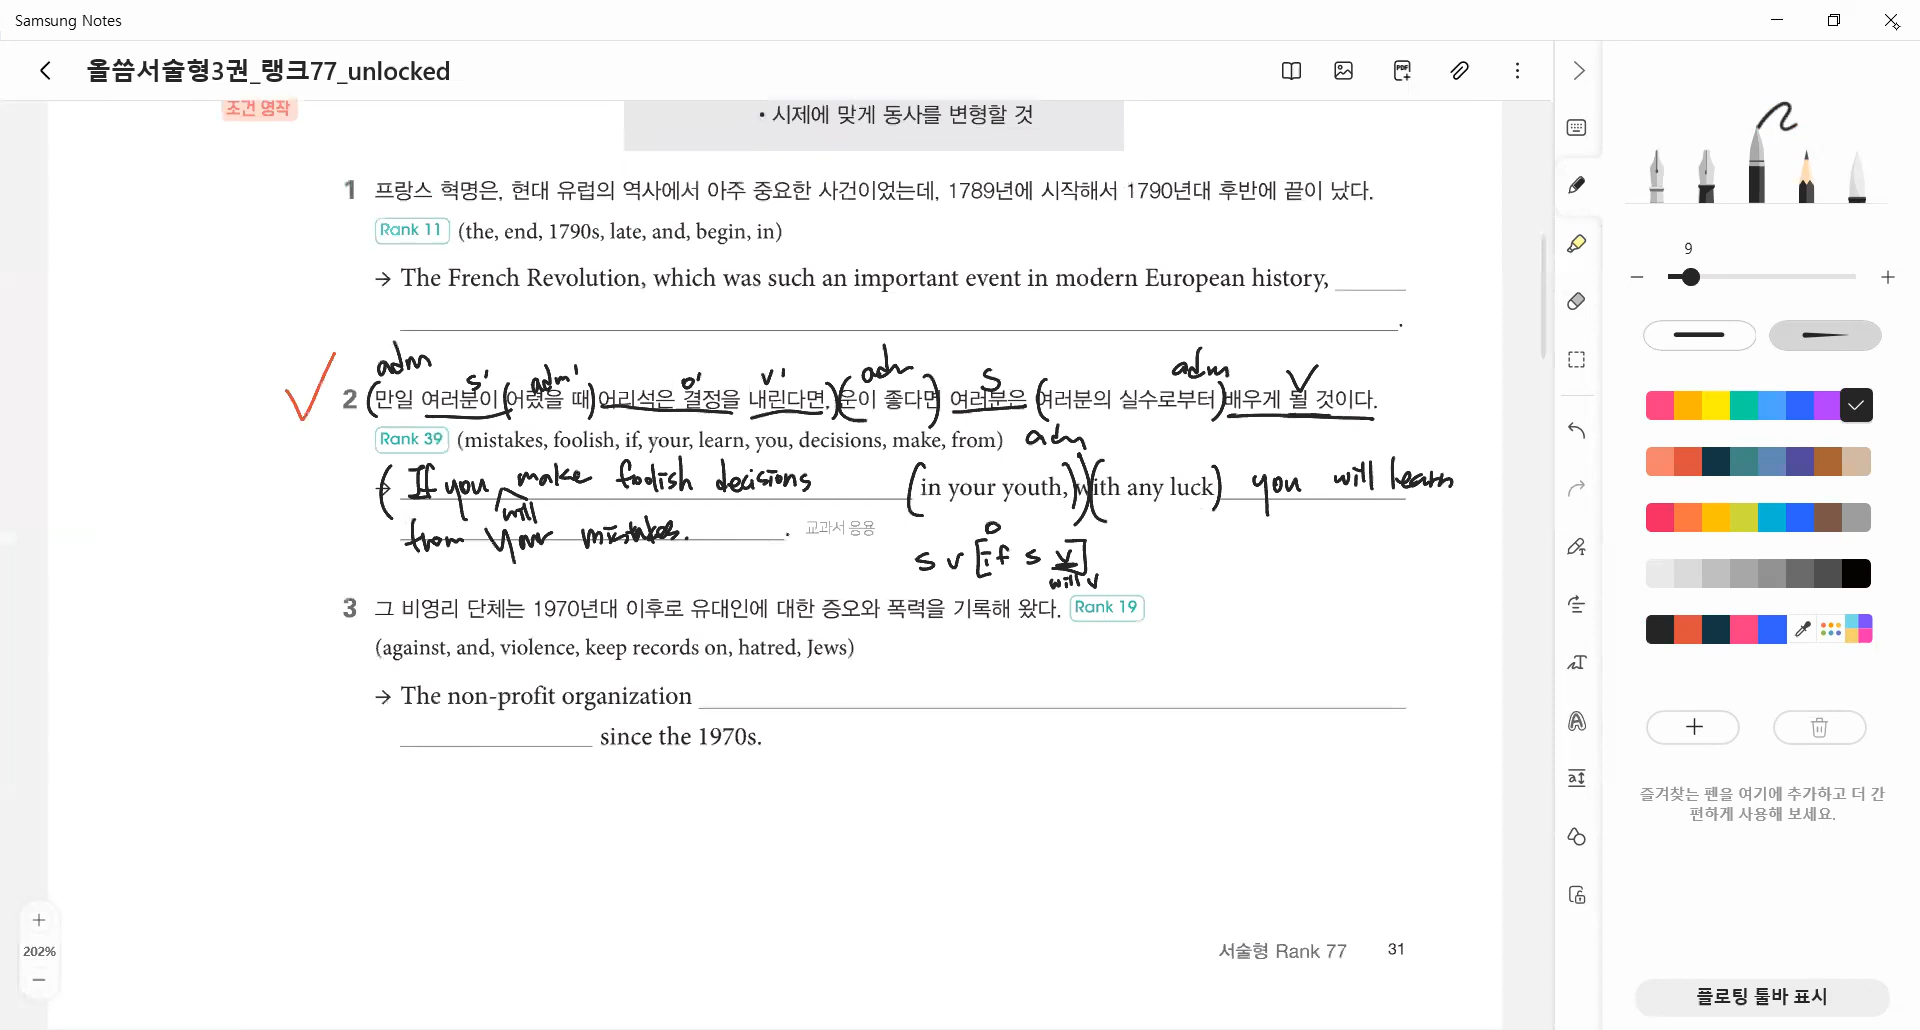 Samsung Notes
올씀서술형3권_랭크77_unlocked
조건 영작
• 시제에 맞게 동사를 변형할 것
1 프랑스 혁명은, 현대 유럽의 역사에서 아주 중요한 사건이었는데, 1789년에 시작해서 1790년대 후반에 끝이 났다.
Rank 11 (the, end, 1790s, late, and, begin, in)
→ The French Revolution, which was such an important event in modern European history,
.
adm s' adm' o' v' adm s adm V
2 (만일 여러분이 (어렸을 때) 어리석은 결정을 내린다면,) (운이 좋다면) 여러분은 (여러분의 실수로부터) 배우게 될 것이다.
Rank 39 (mistakes, foolish, if, your, learn, you, decisions, make, from) adm
→ ( If you make foolish decisions (in your youth,) (with any luck) you will learn
will
from your mistakes. . 교과서 응용
o
s v [if s v]
will v
3 그 비영리 단체는 1970년대 이후로 유대인에 대한 증오와 폭력을 기록해 왔다. Rank 19
(against, and, violence, keep records on, hatred, Jews)
→ The non-profit organization
since the 1970s.
서술형 Rank 77 31
202%
9
즐겨찾는 펜을 여기에 추가하고 더 간
편하게 사용해 보세요.
플로팅 툴바 표시